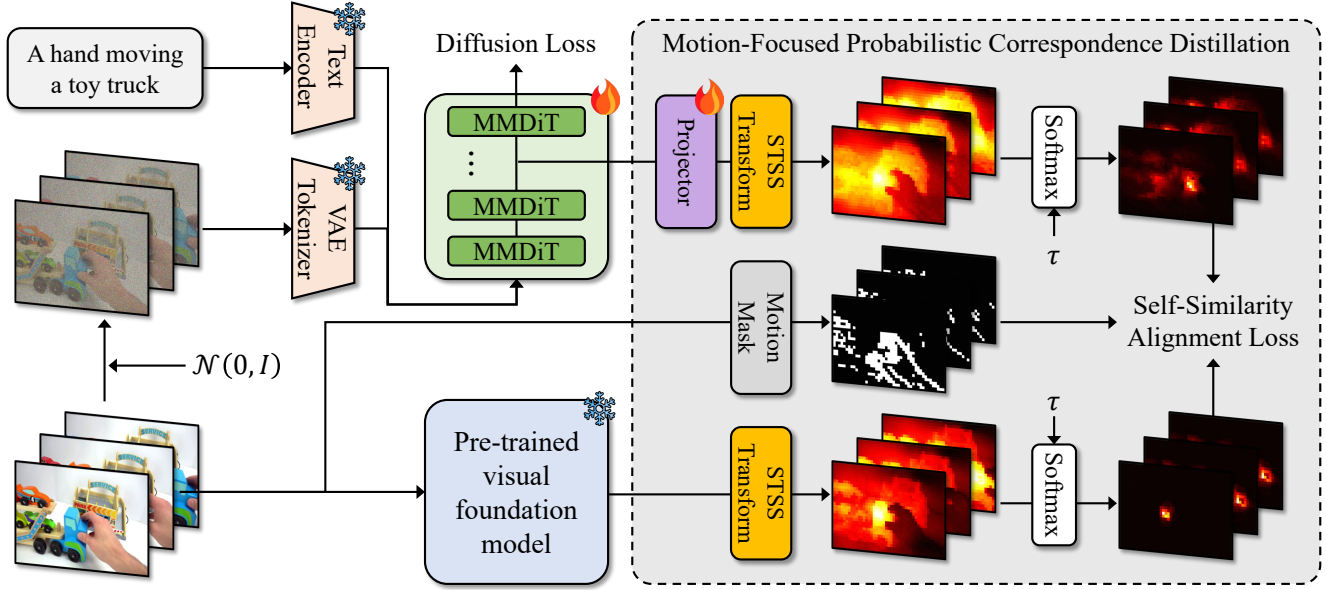 A hand moving
a toy truck
Text
Encoder
VAE
Tokenizer
𝒩(0, I)
Diffusion Loss
MMDiT
...
MMDiT
MMDiT
Pre-trained
visual
foundation
model
Motion-Focused Probabilistic Correspondence Distillation
Projector
STSS
Transform
Softmax
τ
Motion
Mask
Self-Similarity
Alignment Loss
STSS
Transform
τ
Softmax
SERVICE